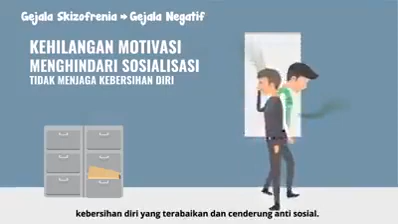 Gejala Skizofrenia → Gejala Negatif
KEHILANGAN MOTIVASI
MENGHINDARI SOSIALISASI
TIDAK MENJAGA KEBERSIHAN DIRI
kebersihan diri yang terabaikan dan cenderung anti sosial.